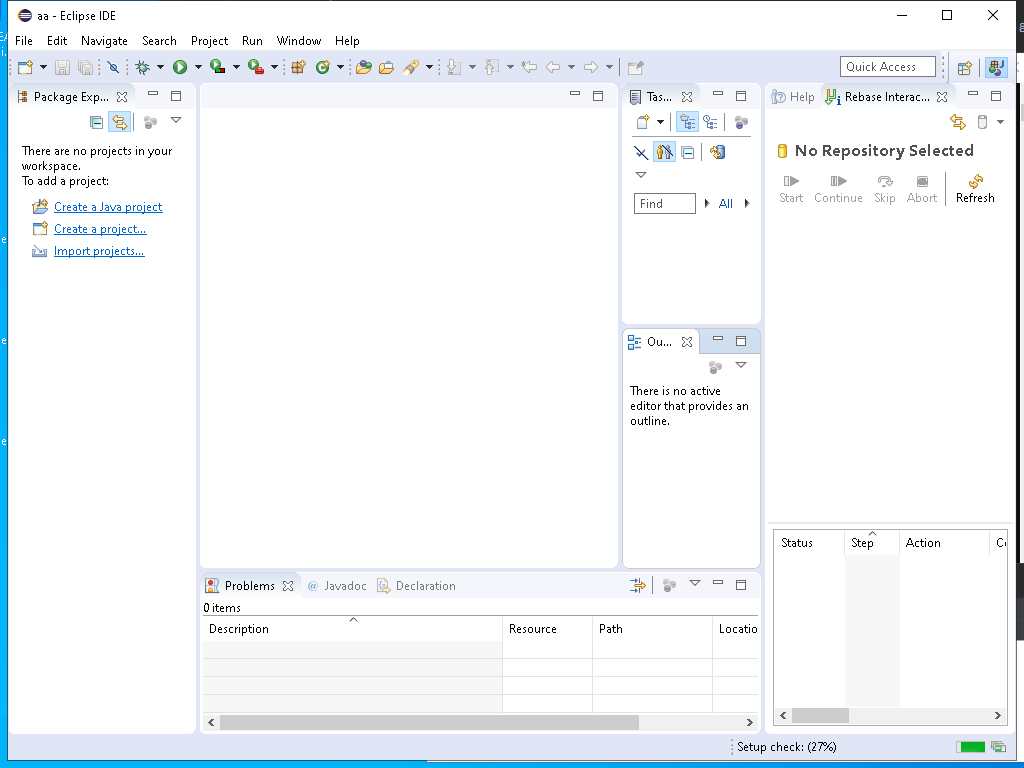 aa - Eclipse IDE
File Edit Navigate Search Project Run Window Help
Quick Access
Package Exp...
There are no projects in your
workspace.
To add a project:
Create a Java project
Create a project...
Import projects...
Tas...
Find
All
Ou...
There is no active
editor that provides an
outline.
Help
Rebase Interac...
No Repository Selected
Start Continue Skip Abort Refresh
Status Step Action
Problems @ Javadoc Declaration
0 items
Description Resource Path Locatio
Setup check: (27%)